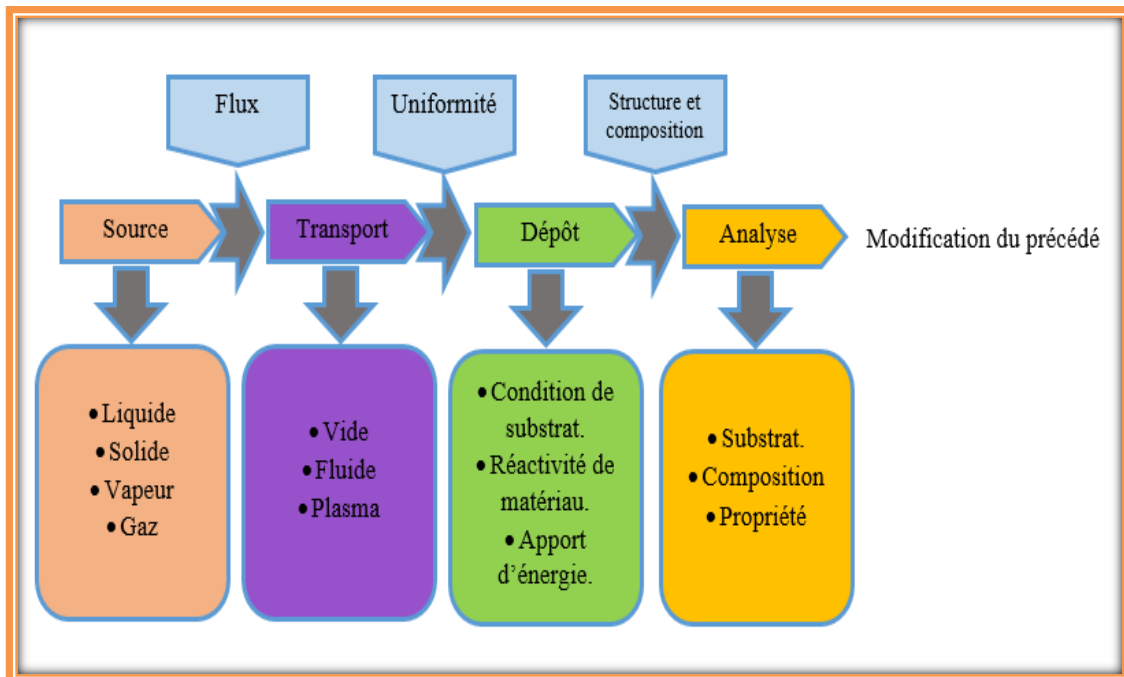 Flux
Uniformité
Structure et
composition
Source
Transport
Dépôt
Analyse
Modification du précédé
•Liquide
•Solide
•Vapeur
•Gaz
•Vide
•Fluide
•Plasma
•Condition de
substrat.
•Réactivité de
matériau.
•Apport
d’énergie.
•Substrat.
•Composition
•Propriété